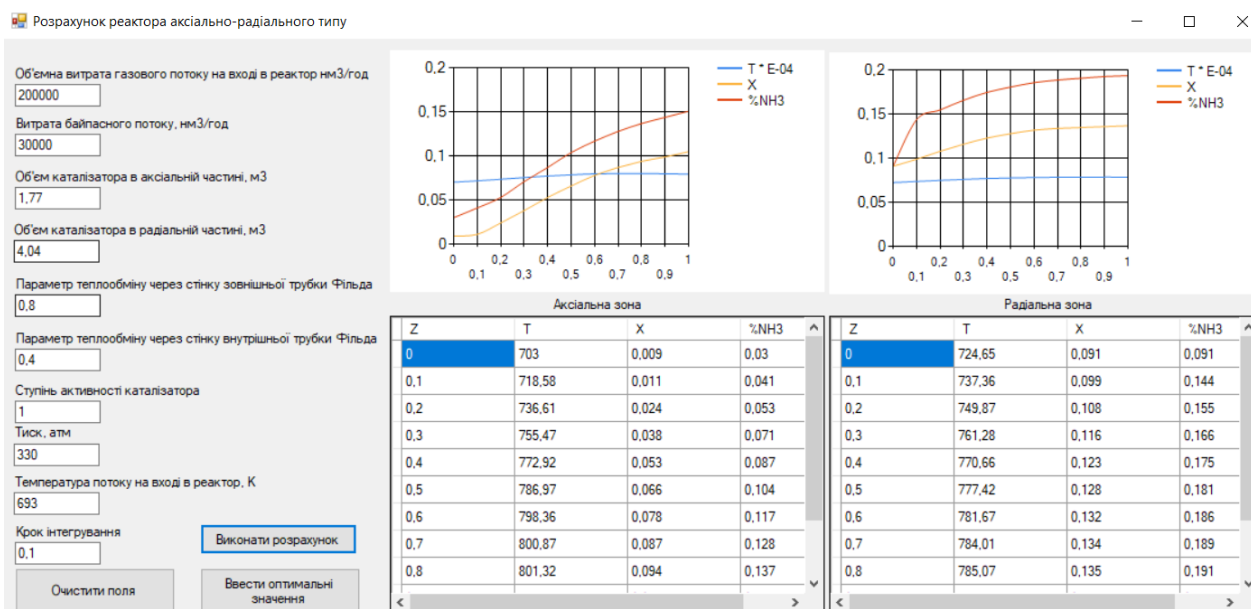 Розрахунок реактора аксіально-радіального типу
Об'ємна витрата газового потоку на вході в реактор нм3/год
200000
Витрата байпасного потоку, нм3/год
30000
Об'єм каталізатора в аксіальній частині, м3
1,77
Об'єм каталізатора в радіальній частині, м3
4,04
Параметр теплообміну через стінку зовнішньої трубки Фільда
0,8
Параметр теплообміну через стінку внутрішньої трубки Фільда
0,4
Ступінь активності каталізатора
1
Тиск, атм
330
Температура потоку на вході в реактор, К
693
Крок інтегрування
0,1
Виконати розрахунок
Очистити поля
Ввести оптимальні
значення
0,2
0,15
0,1
0,05
0
0 0,2 0,4 0,6 0,8 1
0,1 0,3 0,5 0,7 0,9
T * E-04
X
%NH3
Аксіальна зона
Z T X %NH3
0 703 0,009 0,03
0,1 718,58 0,011 0,041
0,2 736,61 0,024 0,053
0,3 755,47 0,038 0,071
0,4 772,92 0,053 0,087
0,5 786,97 0,066 0,104
0,6 798,36 0,078 0,117
0,7 800,87 0,087 0,128
0,8 801,32 0,094 0,137
0,2
0,15
0,1
0,05
0
0 0,2 0,4 0,6 0,8 1
0,1 0,3 0,5 0,7 0,9
T * E-04
X
%NH3
Радіальна зона
Z T X %NH3
0 724,65 0,091 0,091
0,1 737,36 0,099 0,144
0,2 749,87 0,108 0,155
0,3 761,28 0,116 0,166
0,4 770,66 0,123 0,175
0,5 777,42 0,128 0,181
0,6 781,67 0,132 0,186
0,7 784,01 0,134 0,189
0,8 785,07 0,135 0,191